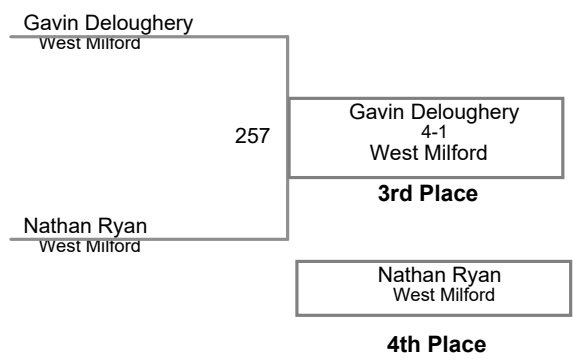 Gavin Deloughery
West Milford
257
Gavin Deloughery
4-1
West Milford
3rd Place
Nathan Ryan
West Milford
Nathan Ryan
West Milford
4th Place